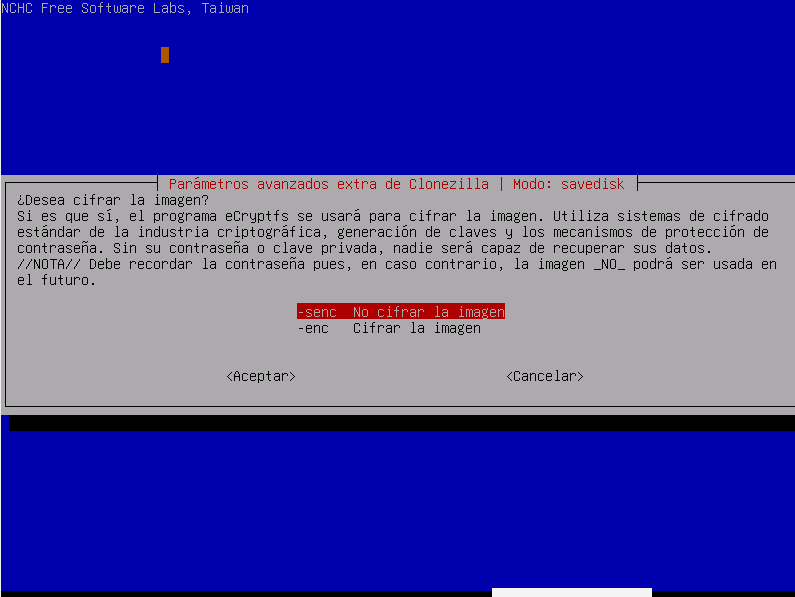 NCHC Free Software Labs, Taiwan
Parámetros avanzados extra de Clonezilla | Modo: savedisk
¿Desea cifrar la imagen?
Si es que sí, el programa eCryptfs se usará para cifrar la imagen. Utiliza sistemas de cifrado
estándar de la industria criptográfica, generación de claves y los mecanismos de protección de
contraseña. Sin su contraseña o clave privada, nadie será capaz de recuperar sus datos.
//NOTA// Debe recordar la contraseña pues, en caso contrario, la imagen _NO_ podrá ser usada en
el futuro.
-senc No cifrar la imagen
-enc Cifrar la imagen
<Aceptar> <Cancelar>